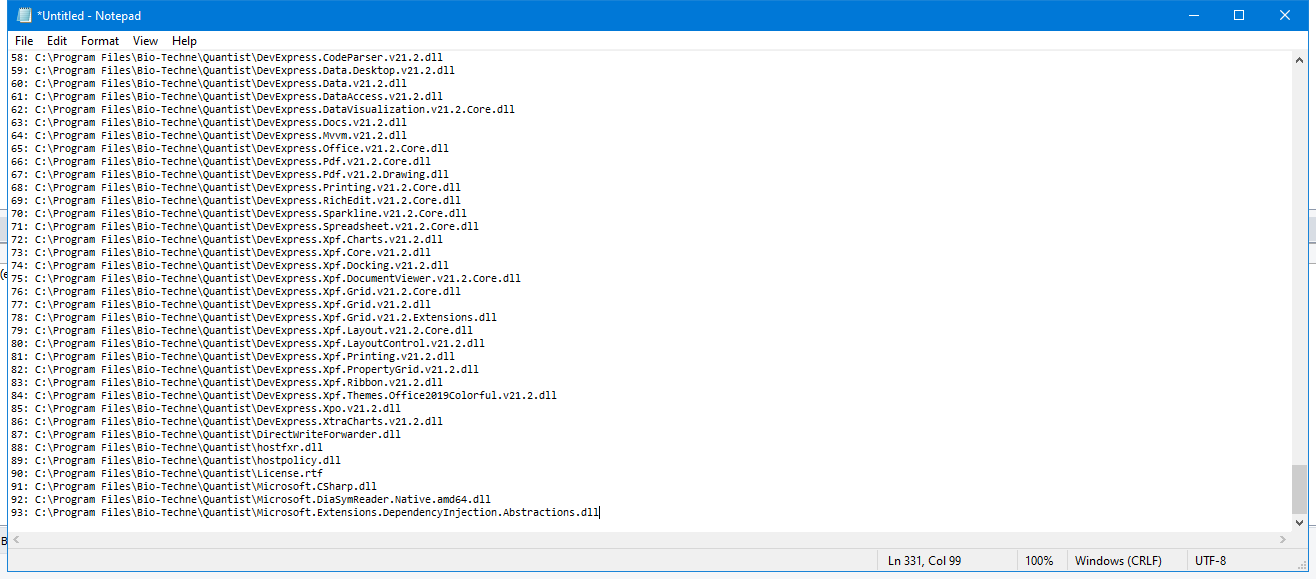 *Untitled - Notepad
File Edit Format View Help
58: C:\Program Files\Bio-Techne\Quantist\DevExpress.CodeParser.v21.2.dll
59: C:\Program Files\Bio-Techne\Quantist\DevExpress.Data.Desktop.v21.2.dll
60: C:\Program Files\Bio-Techne\Quantist\DevExpress.Data.v21.2.dll
61: C:\Program Files\Bio-Techne\Quantist\DevExpress.DataAccess.v21.2.dll
62: C:\Program Files\Bio-Techne\Quantist\DevExpress.DataVisualization.v21.2.Core.dll
63: C:\Program Files\Bio-Techne\Quantist\DevExpress.Docs.v21.2.dll
64: C:\Program Files\Bio-Techne\Quantist\DevExpress.Mvvm.v21.2.dll
65: C:\Program Files\Bio-Techne\Quantist\DevExpress.Office.v21.2.Core.dll
66: C:\Program Files\Bio-Techne\Quantist\DevExpress.Pdf.v21.2.Core.dll
67: C:\Program Files\Bio-Techne\Quantist\DevExpress.Pdf.v21.2.Drawing.dll
68: C:\Program Files\Bio-Techne\Quantist\DevExpress.Printing.v21.2.Core.dll
69: C:\Program Files\Bio-Techne\Quantist\DevExpress.RichEdit.v21.2.Core.dll
70: C:\Program Files\Bio-Techne\Quantist\DevExpress.Sparkline.v21.2.Core.dll
71: C:\Program Files\Bio-Techne\Quantist\DevExpress.Spreadsheet.v21.2.Core.dll
72: C:\Program Files\Bio-Techne\Quantist\DevExpress.Xpf.Charts.v21.2.dll
73: C:\Program Files\Bio-Techne\Quantist\DevExpress.Xpf.Core.v21.2.dll
74: C:\Program Files\Bio-Techne\Quantist\DevExpress.Xpf.Docking.v21.2.dll
75: C:\Program Files\Bio-Techne\Quantist\DevExpress.Xpf.DocumentViewer.v21.2.Core.dll
76: C:\Program Files\Bio-Techne\Quantist\DevExpress.Xpf.Grid.v21.2.Core.dll
77: C:\Program Files\Bio-Techne\Quantist\DevExpress.Xpf.Grid.v21.2.dll
78: C:\Program Files\Bio-Techne\Quantist\DevExpress.Xpf.Grid.v21.2.Extensions.dll
79: C:\Program Files\Bio-Techne\Quantist\DevExpress.Xpf.Layout.v21.2.Core.dll
80: C:\Program Files\Bio-Techne\Quantist\DevExpress.Xpf.LayoutControl.v21.2.dll
81: C:\Program Files\Bio-Techne\Quantist\DevExpress.Xpf.Printing.v21.2.dll
82: C:\Program Files\Bio-Techne\Quantist\DevExpress.Xpf.PropertyGrid.v21.2.dll
83: C:\Program Files\Bio-Techne\Quantist\DevExpress.Xpf.Ribbon.v21.2.dll
84: C:\Program Files\Bio-Techne\Quantist\DevExpress.Xpf.Themes.Office2019Colorful.v21.2.dll
85: C:\Program Files\Bio-Techne\Quantist\DevExpress.Xpo.v21.2.dll
86: C:\Program Files\Bio-Techne\Quantist\DevExpress.XtraCharts.v21.2.dll
87: C:\Program Files\Bio-Techne\Quantist\DirectWriteForwarder.dll
88: C:\Program Files\Bio-Techne\Quantist\hostfxr.dll
89: C:\Program Files\Bio-Techne\Quantist\hostpolicy.dll
90: C:\Program Files\Bio-Techne\Quantist\License.rtf
91: C:\Program Files\Bio-Techne\Quantist\Microsoft.CSharp.dll
92: C:\Program Files\Bio-Techne\Quantist\Microsoft.DiaSymReader.Native.amd64.dll
93: C:\Program Files\Bio-Techne\Quantist\Microsoft.Extensions.DependencyInjection.Abstractions.dll
Ln 331, Col 99 100% Windows (CRLF) UTF-8